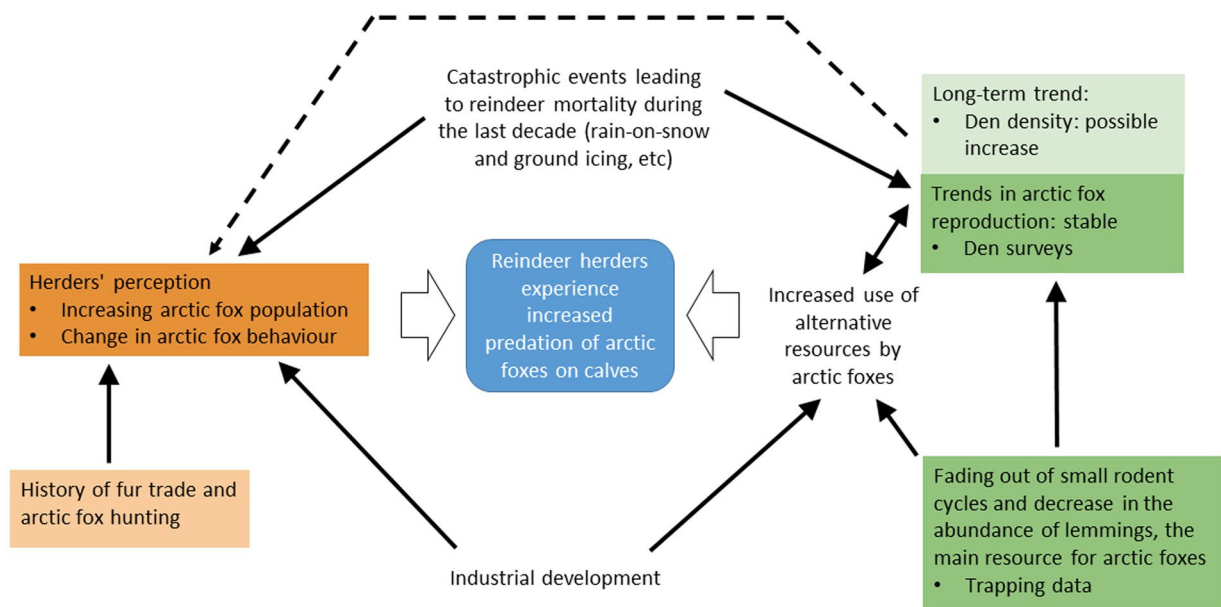 Catastrophic events leading
to reindeer mortality during
the last decade (rain-on-snow
and ground icing, etc)
Long-term trend:
• Den density: possible
increase
Trends in arctic fox
reproduction: stable
• Den surveys
Herders' perception
• Increasing arctic fox population
• Change in arctic fox behaviour
Reindeer herders
experience
increased
predation of arctic
foxes on calves
Increased use of
alternative
resources by
arctic foxes
History of fur trade and
arctic fox hunting
Industrial development
Fading out of small rodent
cycles and decrease in the
abundance of lemmings, the
main resource for arctic foxes
• Trapping data